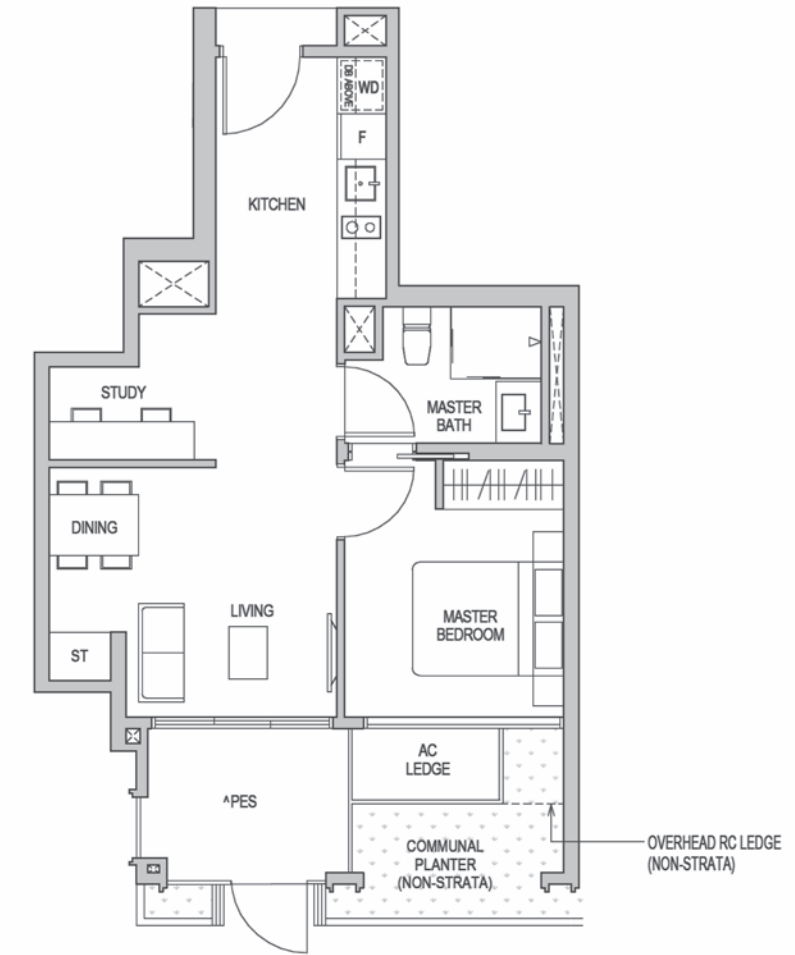 DB ABOVE
WD
F
KITCHEN
STUDY
MASTER
BATH
DINING
LIVING
MASTER
BEDROOM
ST
AC
LEDGE
^PES
COMMUNAL
PLANTER
(NON-STRATA)
OVERHEAD RC LEDGE
(NON-STRATA)